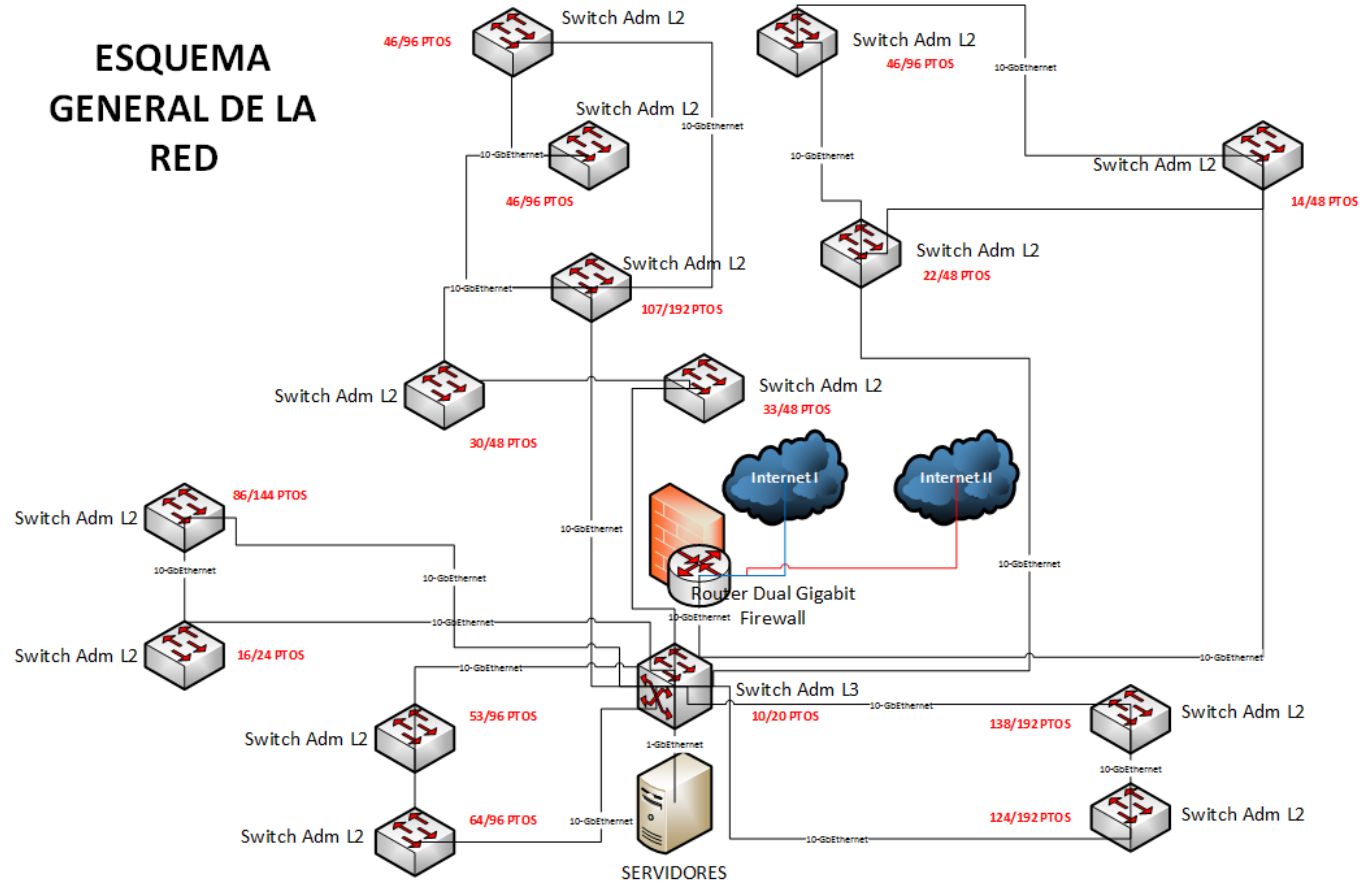 ESQUEMA
GENERAL DE LA
RED
Switch Adm L2
46/96 PTOS
10-GbEthernet
Switch Adm L2
46/96 PTOS
10-GbEthernet
Switch Adm L2
46/96 PTOS
10-GbEthernet
10-GbEthernet
Switch Adm L2
14/48 PTOS
Switch Adm L2
22/48 PTOS
Switch Adm L2
107/192 PTOS
10-GbEthernet
Switch Adm L2
30/48 PTOS
Switch Adm L2
33/48 PTOS
Internet I
Internet II
86/144 PTOS
Switch Adm L2
10-GbEthernet
10-GbEthernet
10-GbEthernet
10-GbEthernet
Router Dual Gigabit
Firewall
10-GbEthernet
10-GbEthernet
Switch Adm L2
16/24 PTOS
10-GbEthernet
10-GbEthernet
Switch Adm L3
10/20 PTOS
10-GbEthernet
53/96 PTOS
Switch Adm L2
1-GbEthernet
138/192 PTOS
Switch Adm L2
10-GbEthernet
64/96 PTOS
Switch Adm L2
10-GbEthernet
124/192 PTOS
Switch Adm L2
10-GbEthernet
SERVIDORES